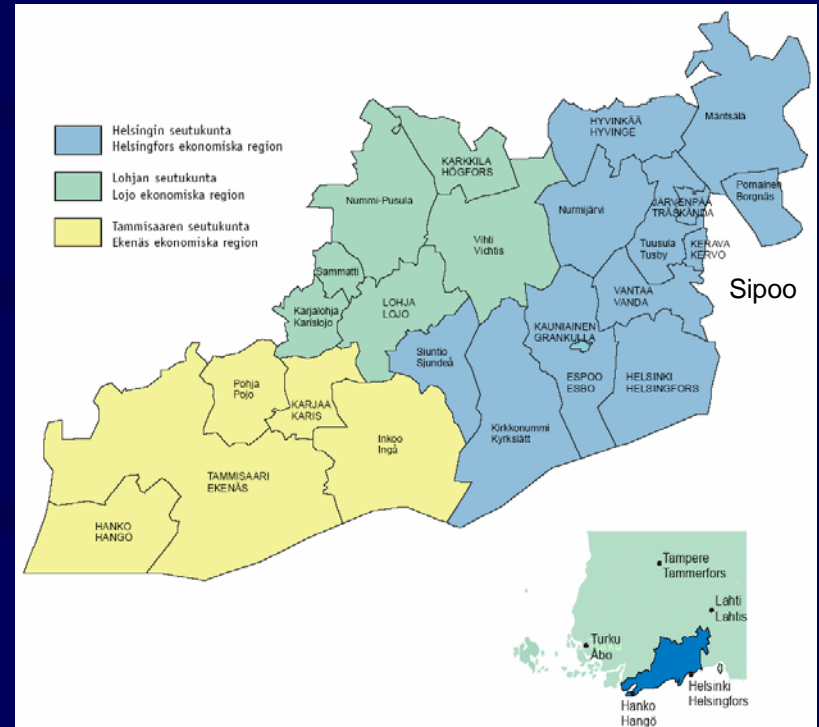 Helsingin seutukunta
Helsingfors ekonomiska region
Lohjan seutukunta
Lojo ekonomiska region
Tammisaaren seutukunta
Ekenäs ekonomiska region
HYVINKÄÄ
HYVINGE
Mäntsälä
KARKKILA
HÖGFORS
Nummi-Pusula
Nurmijärvi
JÄRVENPÄÄ
TRÄSKÄNDA
Pornainen
Borgnäs
Vihti
Vichtis
Tuusula
Tusby
KERAVA
KERVO
Sammatti
Sipoo
VANTAA
VANDA
Karjalohja
Karislojo
LOHJA
LOJO
KAUNIAINEN
GRANKULLA
Siuntio
Sjundeå
ESPOO
ESBO
HELSINKI
HELSINGFORS
Pohja
Pojo
KARJAA
KARIS
Inkoo
Ingå
Kirkkonummi
Kyrkslätt
TAMMISAARI
EKENÄS
HANKO
HANGÖ
Tampere
Tammerfors
Lahti
Lahtis
Turku
Åbo
Helsinki
Helsingfors
Hanko
Hangö